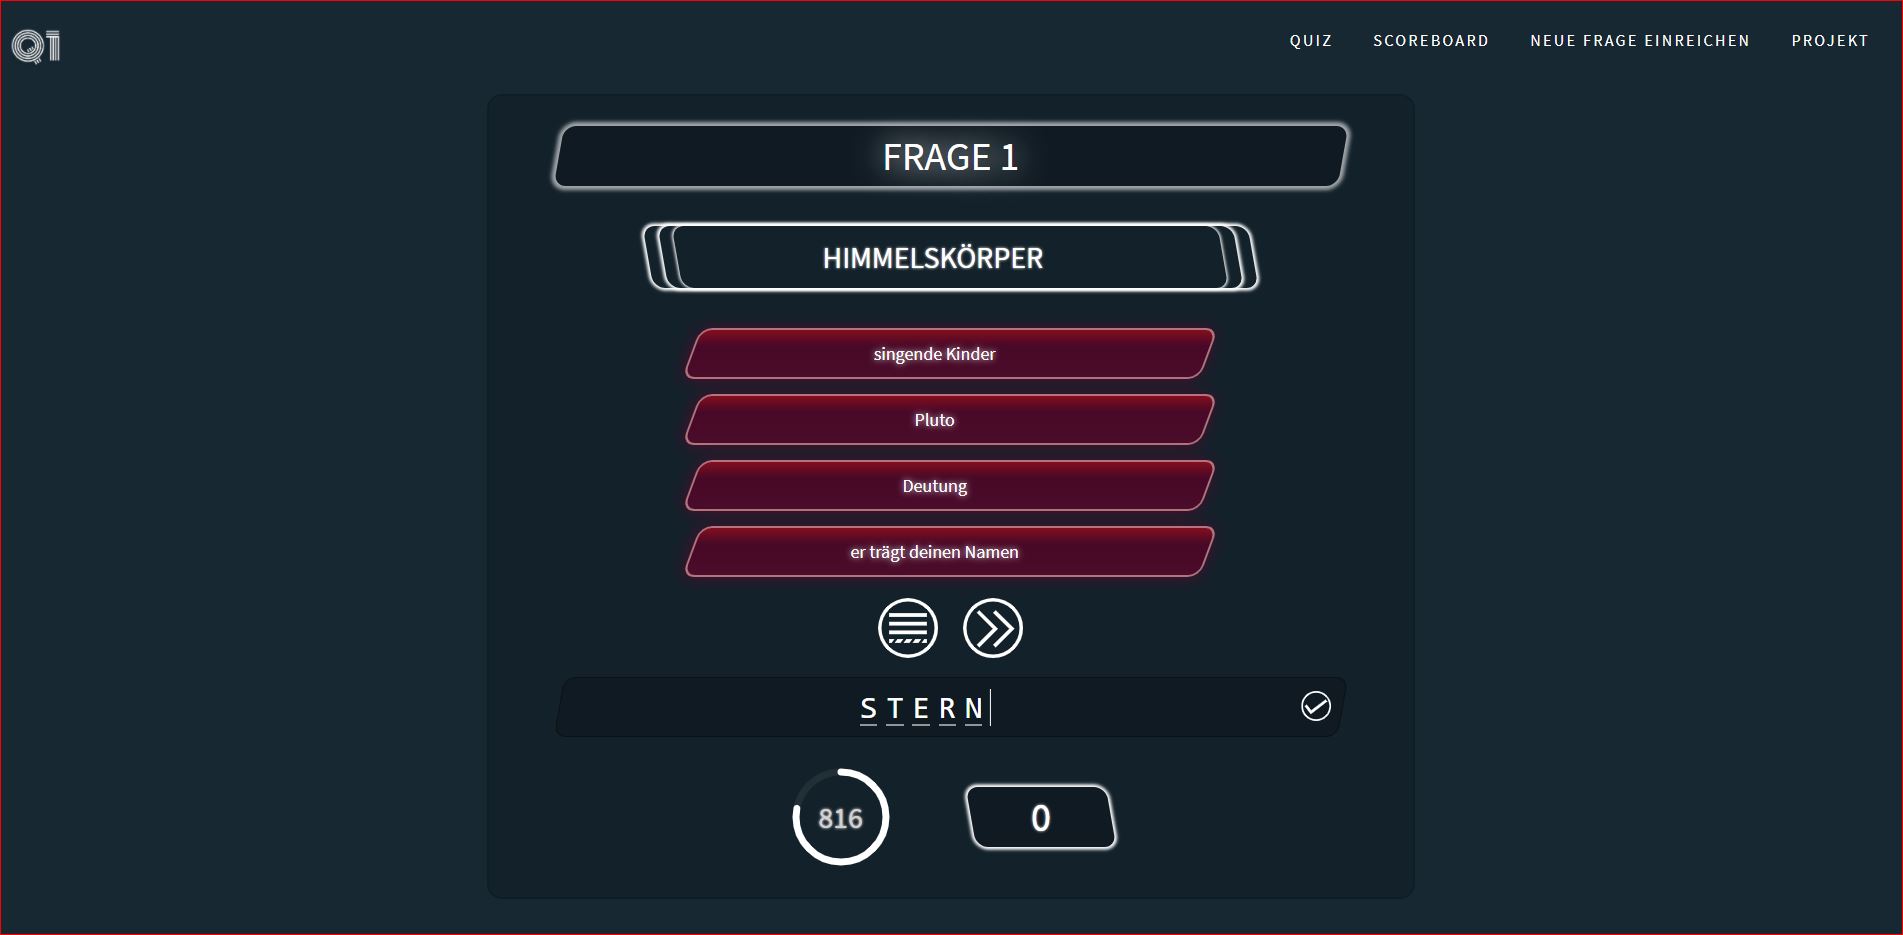 Q1
QUIZ SCOREBOARD NEUE FRAGE EINREICHEN PROJEKT
FRAGE 1
HIMMELSKÖRPER
singende Kinder
Pluto
Deutung
er trägt deinen Namen
STERN
816
0